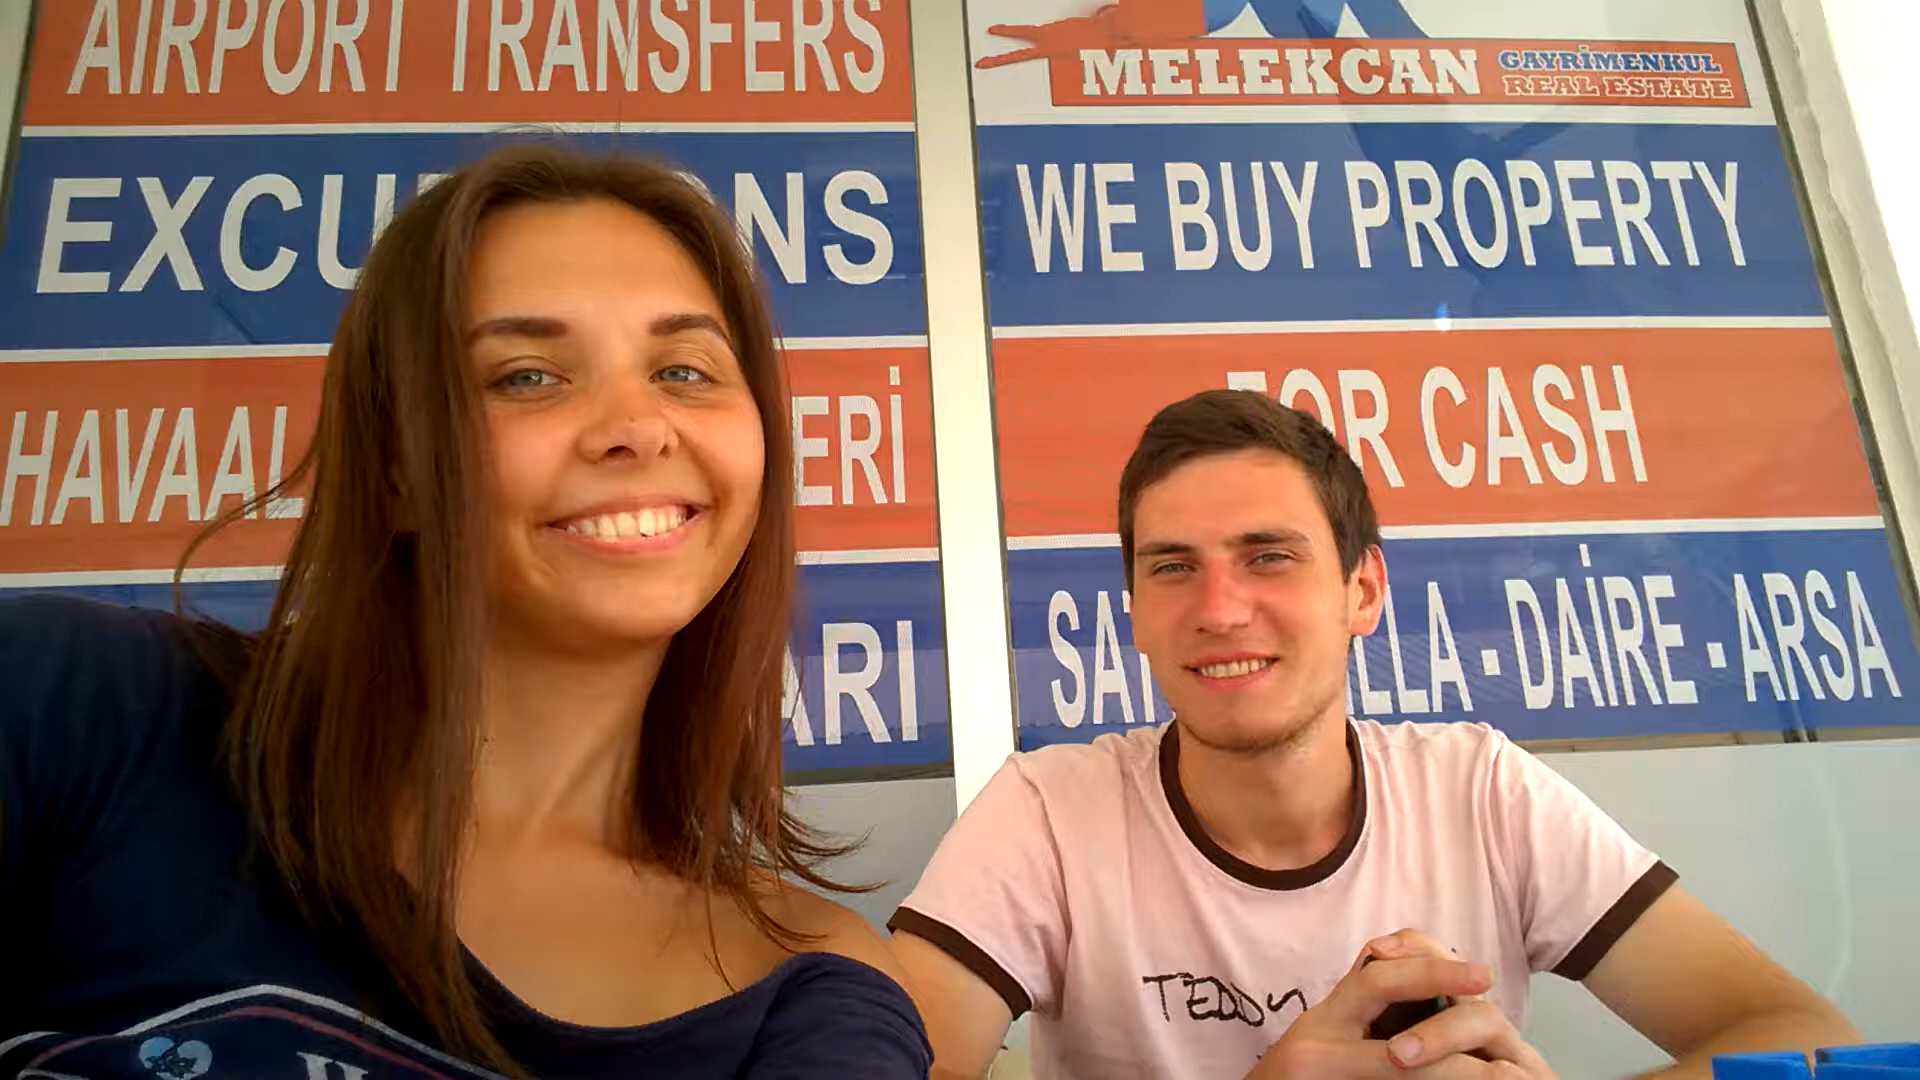 AIRPORT TRANSFERS
EXCU NS
HAVAAL ERİ
ARI
MELEKCAN GAYRİMENKUL
REAL ESTATE
WE BUY PROPERTY
FOR CASH
SAT LLA - DAİRE - ARSA
TEDDY